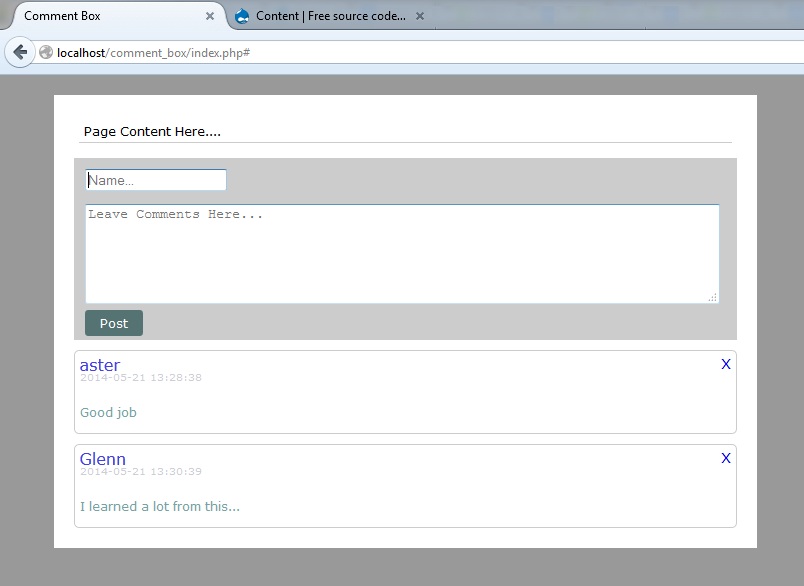 Comment Box
Content | Free source code...
localhost/comment_box/index.php#
Page Content Here....
Name...
Leave Comments Here...
Post
aster
X
2014-05-21 13:28:38
Good job
Glenn
X
2014-05-21 13:30:39
I learned a lot from this...